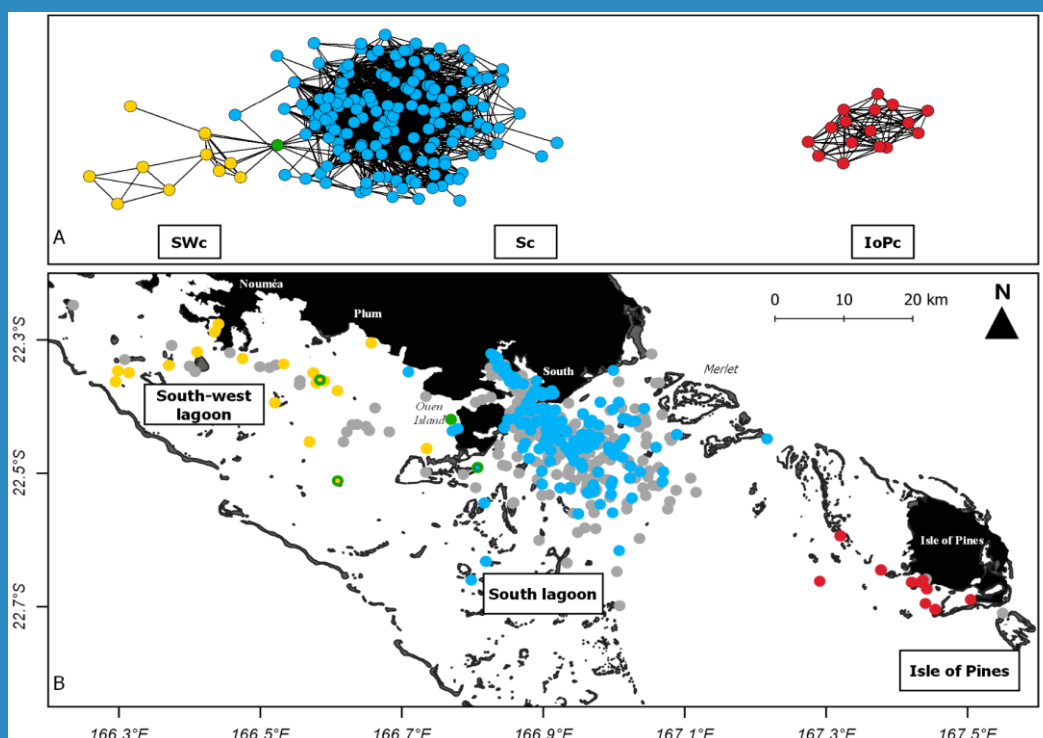 A
SWc
Sc
IoPc
Nouméa
Plum
0 10 20 km
N
22.3°S
South
Merlet
South-west
lagoon
Ouen
Island
22.5°S
Isle of Pines
South lagoon
22.7°S
Isle of Pines
B
166.3°E 166.5°E 166.7°E 166.9°E 167.1°E 167.3°E 167.5°E